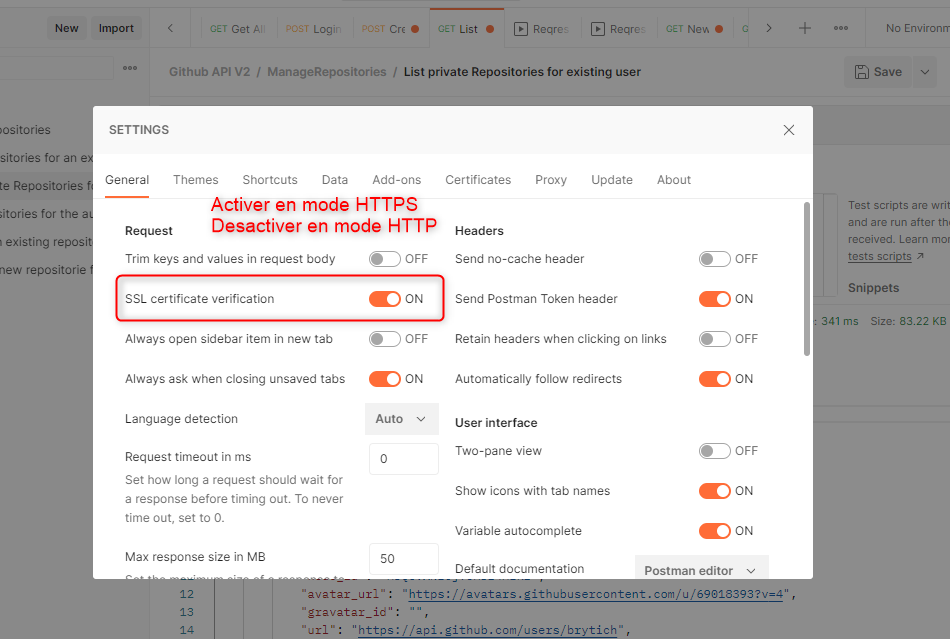 New
Import
GET Get All
POST Login
POST Cre
GET List
Reqres
Reqres
GET New
No Environm
Github API V2 / ManageRepositories / List private Repositories for existing user
Save
ositories
sitories for an ex
te Repositories fo
sitories for the au
n existing reposit
new repositorie f
SETTINGS
General
Themes
Shortcuts
Data
Add-ons
Certificates
Proxy
Update
About
Activer en mode HTTPS
Desactiver en mode HTTP
Request
Trim keys and values in request body OFF
SSL certificate verification ON
Always open sidebar item in new tab OFF
Always ask when closing unsaved tabs ON
Language detection Auto
Request timeout in ms 0
Set how long a request should wait for
a response before timing out. To never
time out, set to 0.
Max response size in MB 50
Headers
Send no-cache header OFF
Send Postman Token header ON
Retain headers when clicking on links OFF
Automatically follow redirects ON
User interface
Two-pane view OFF
Show icons with tab names ON
Variable autocomplete ON
Default documentation Postman editor
Test scripts are writ
and are run after the
received. Learn mor
tests scripts ↗
Snippets
: 341 ms Size: 83.22 KB
12 "avatar_url": "https://avatars.githubusercontent.com/u/69018393?v=4",
13 "gravatar_id": "",
14 "url": "https://api.github.com/users/brytich",